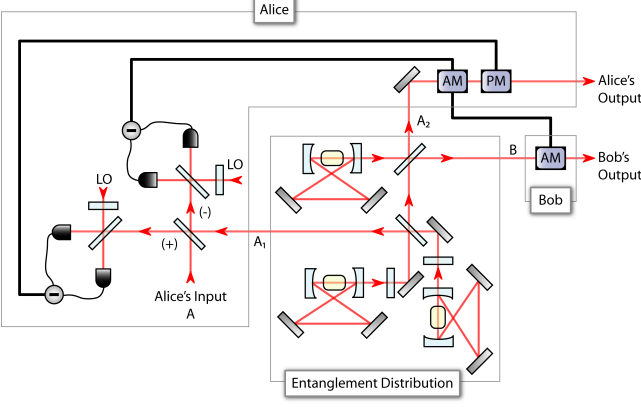 Alice
AM
PM
Alice's
Output
A₂
LO
B
AM
Bob's
Output
LO
(-)
Bob
(+)
A₁
Alice's Input
A
Entanglement Distribution